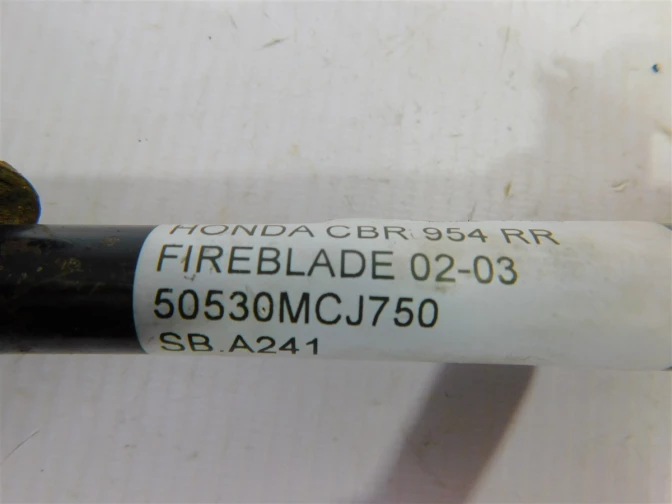 HONDA CBR 954 RR
FIREBLADE 02-03
50530MCJ750
SB.A241